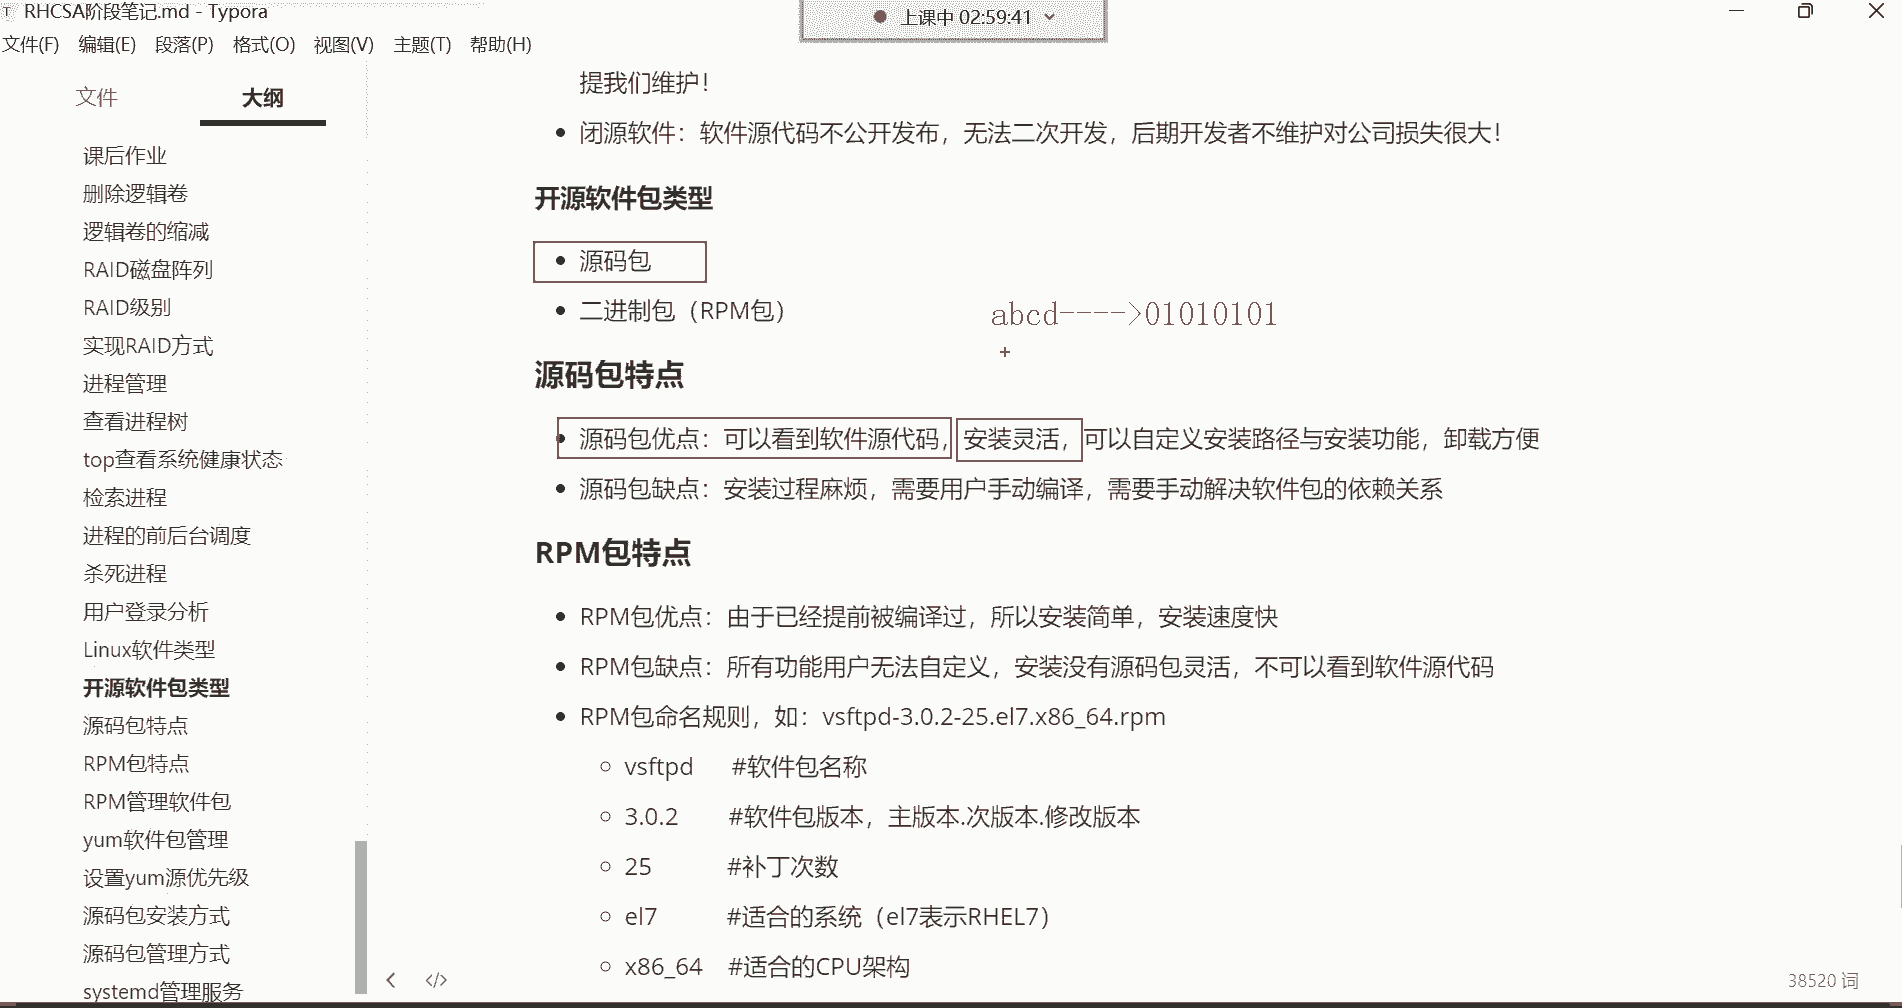 RHCSA阶段笔记.md - Typora
上课中 02:59:41
文件(F) 编辑(E) 段落(P) 格式(O) 视图(V) 主题(T) 帮助(H)
文件 大纲
课后作业
删除逻辑卷
逻辑卷的缩减
RAID磁盘阵列
RAID级别
实现RAID方式
进程管理
查看进程树
top查看系统健康状态
检索进程
进程的前后台调度
杀死进程
用户登录分析
Linux软件类型
开源软件包类型
源码包特点
RPM包特点
RPM管理软件包
yum软件包管理
设置yum源优先级
源码包安装方式
源码包管理方式
systemd管理服务
提我们维护！
• 闭源软件：软件源代码不公开发布，无法二次开发，后期开发者不维护对公司损失很大！
开源软件包类型
• 源码包
• 二进制包（RPM包）
abcd---->01010101
源码包特点
• 源码包优点：可以看到软件源代码，安装灵活，可以自定义安装路径与安装功能，卸载方便
• 源码包缺点：安装过程麻烦，需要用户手动编译，需要手动解决软件包的依赖关系
RPM包特点
• RPM包优点：由于已经提前被编译过，所以安装简单，安装速度快
• RPM包缺点：所有功能用户无法自定义，安装没有源码包灵活，不可以看到软件源代码
• RPM包命名规则，如：vsftpd-3.0.2-25.el7.x86_64.rpm
○ vsftpd #软件包名称
○ 3.0.2 #软件包版本，主版本.次版本.修改版本
○ 25 #补丁次数
○ el7 #适合的系统（el7表示RHEL7）
○ x86_64 #适合的CPU架构
38520 词